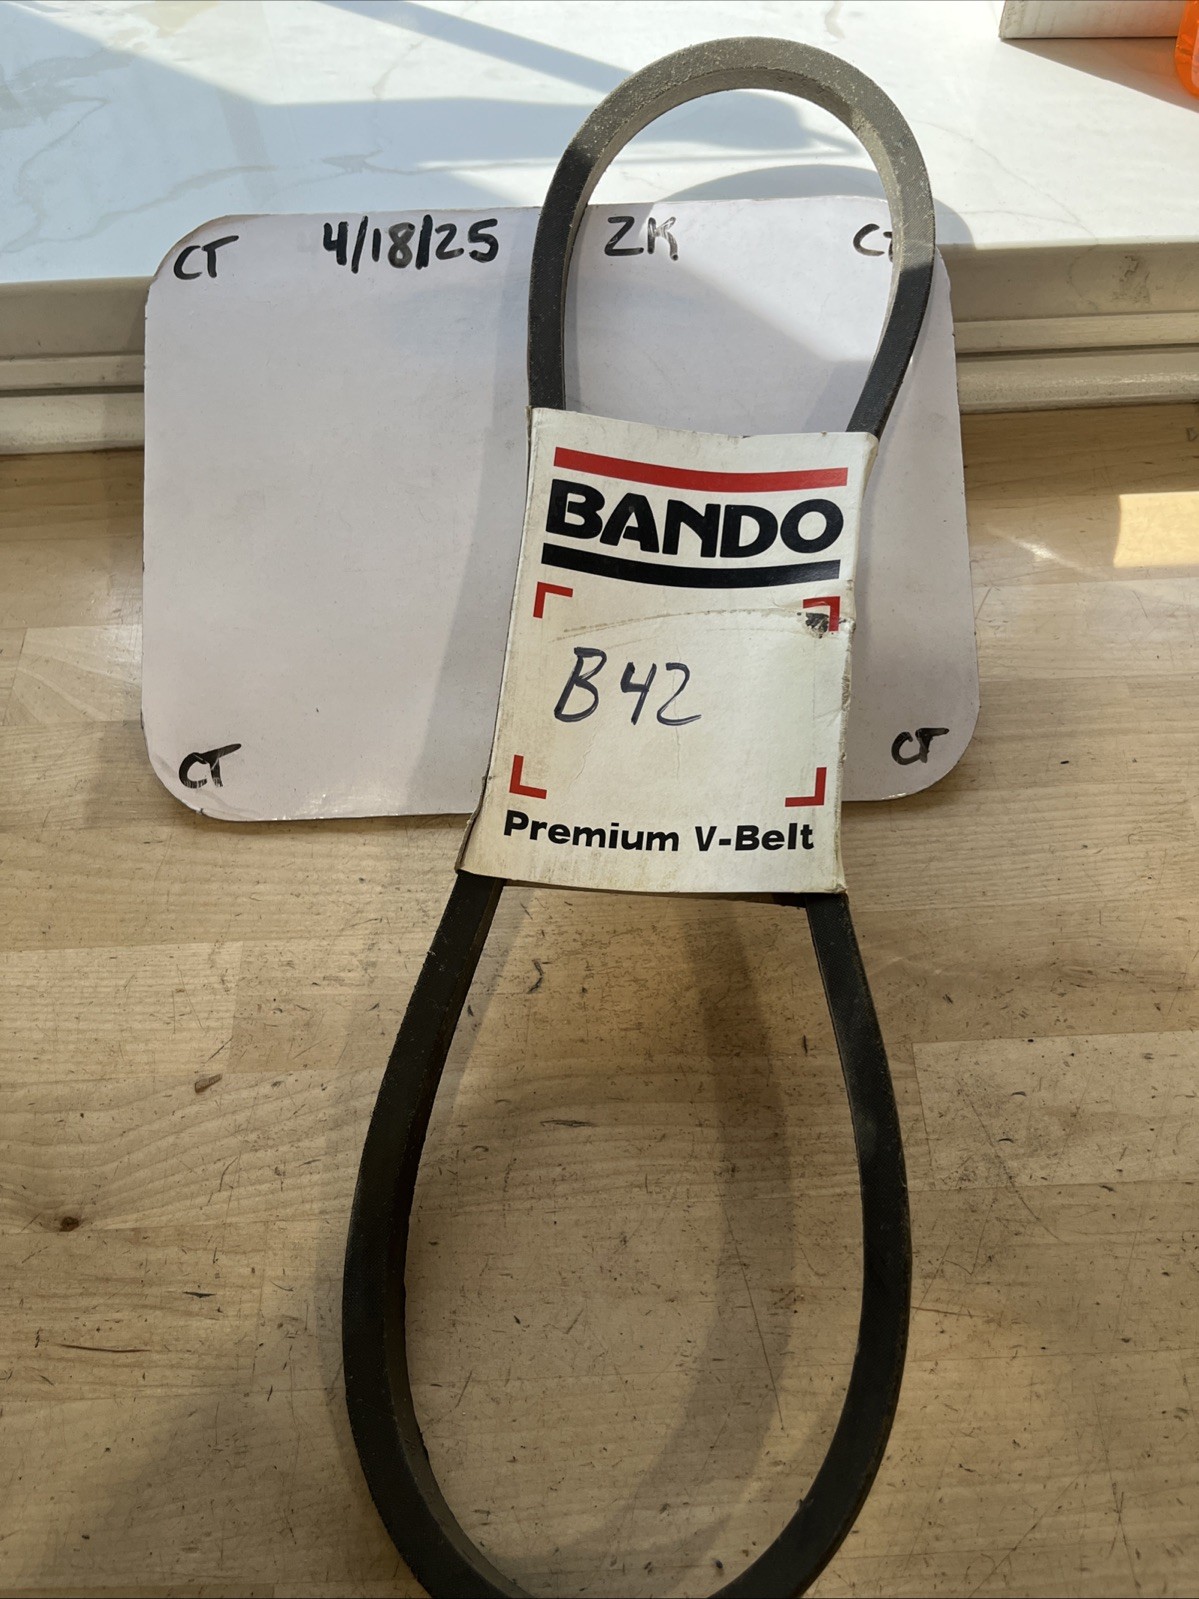 CT 4/18/25 ZK CT
BANDO
B42
CT CT
Premium V-Belt